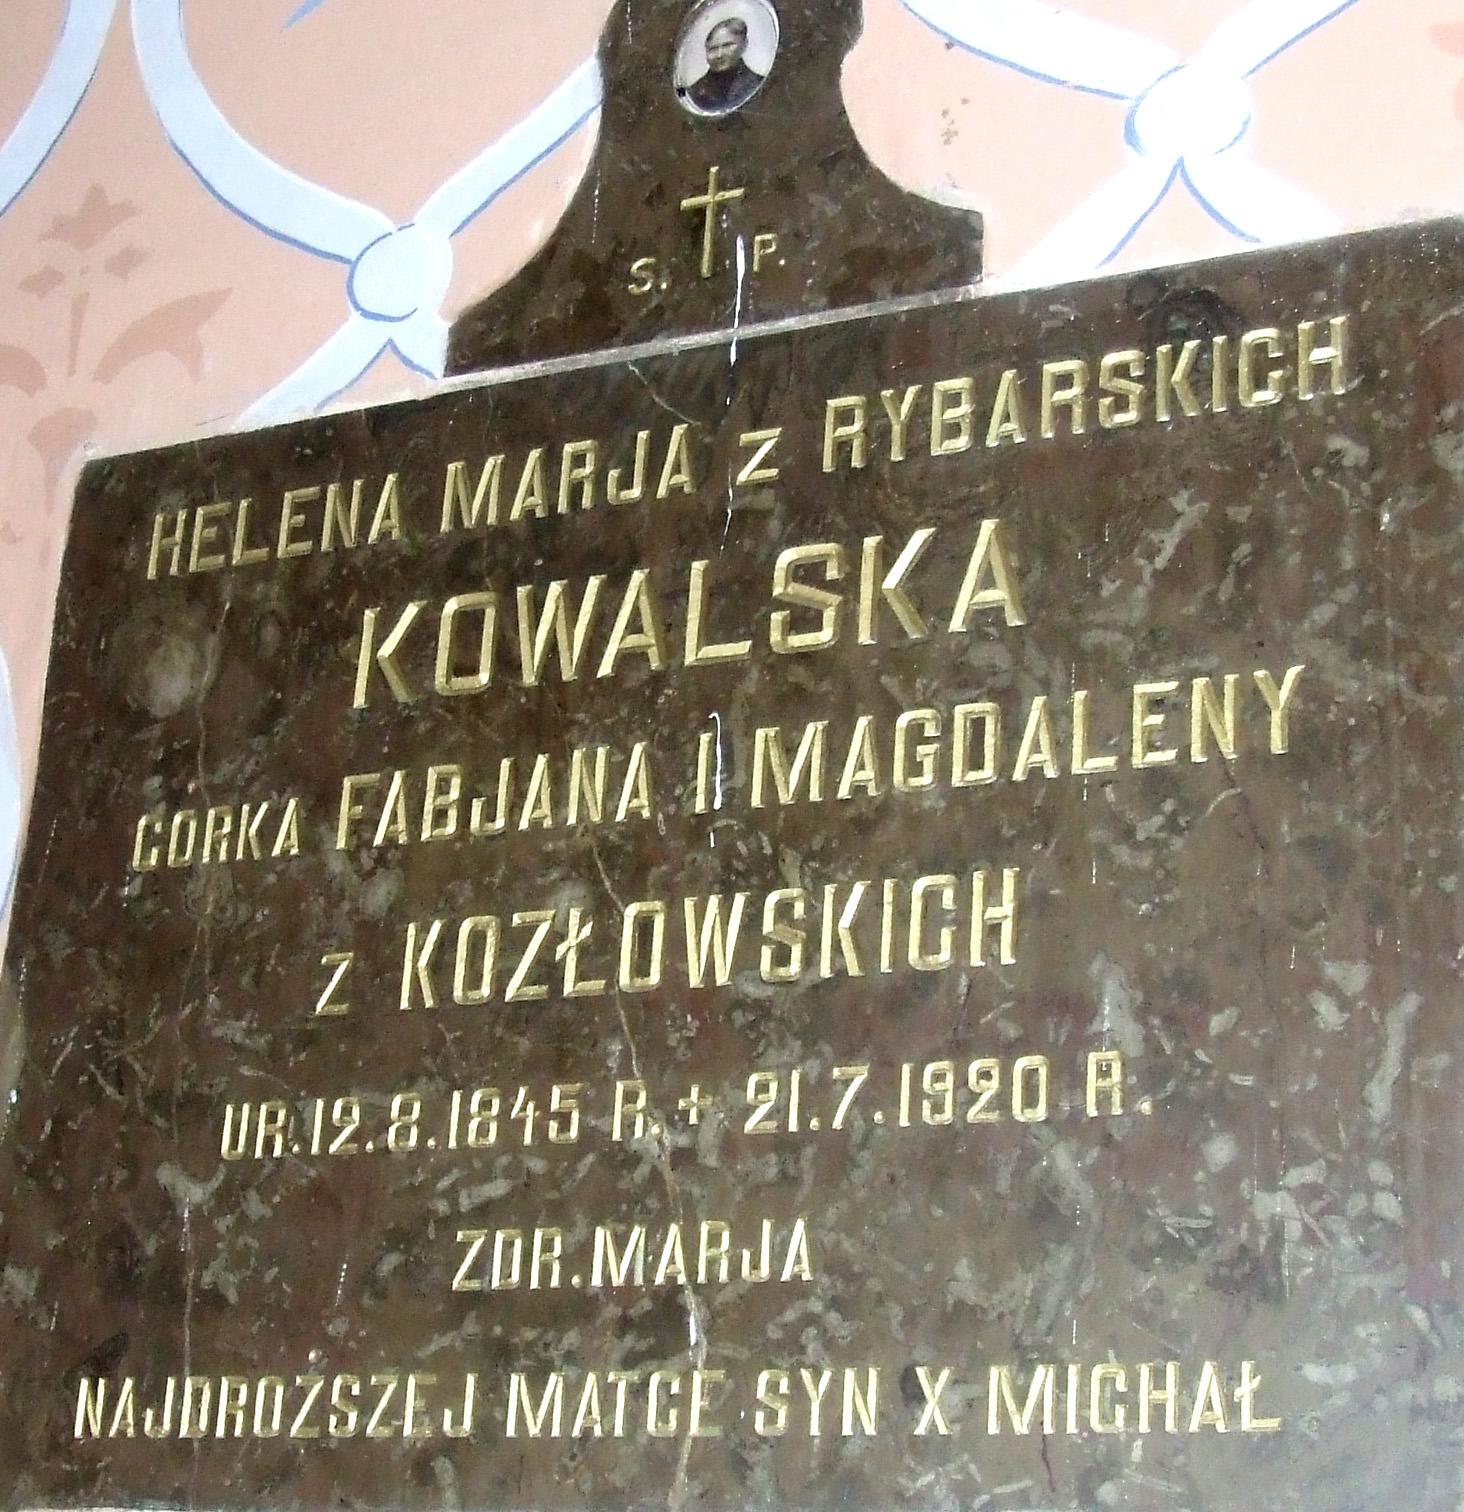 S. P.
HELENA MARJA Z RYBARSKICH
KOWALSKA
CORKA FABJANA I MAGDALENY
Z KOZŁOWSKICH
UR.12.8.1845 R.+ 21.7.1920 R.
ZDR.MARJA
NAJDROŻSZEJ MATCE SYN X MICHAŁ